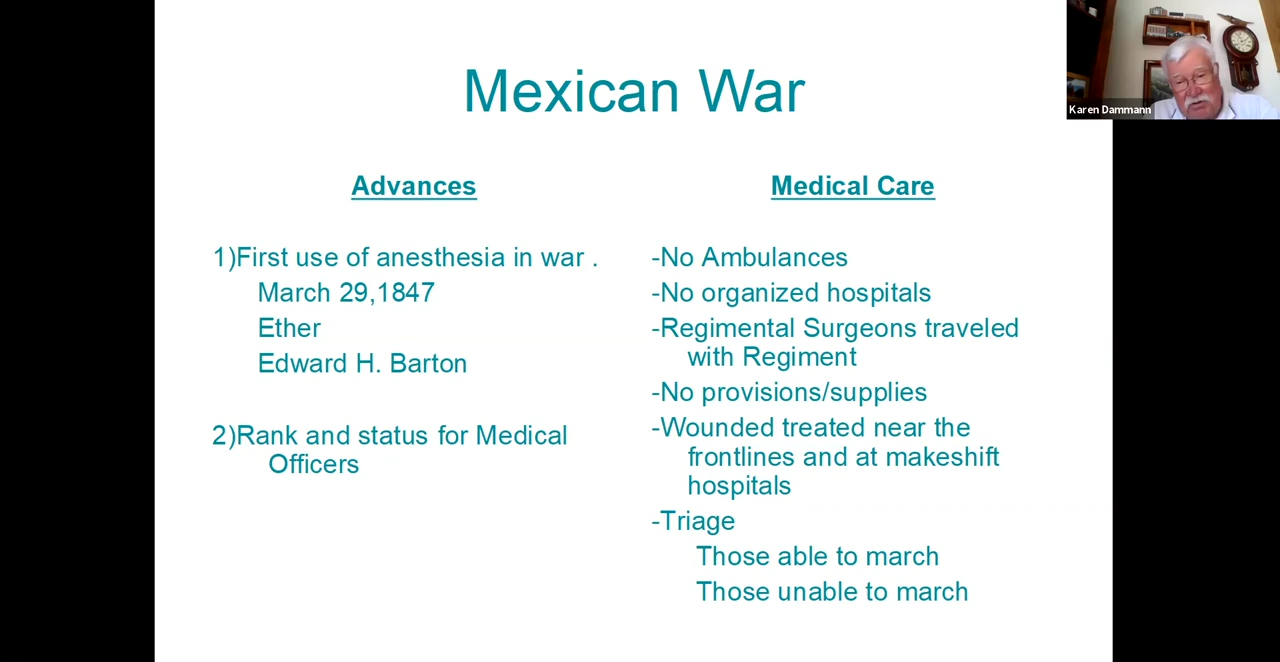 Mexican War
Advances
1)First use of anesthesia in war .
March 29,1847
Ether
Edward H. Barton
2)Rank and status for Medical
Officers
Medical Care
-No Ambulances
-No organized hospitals
-Regimental Surgeons traveled
with Regiment
-No provisions/supplies
-Wounded treated near the
frontlines and at makeshift
hospitals
-Triage
Those able to march
Those unable to march
Karen Dammann